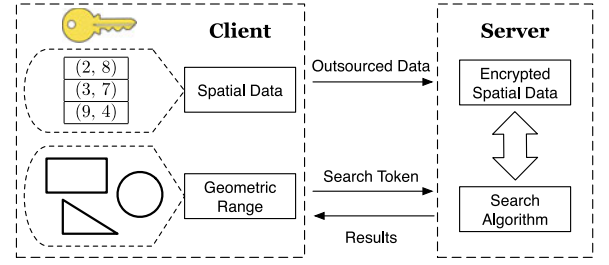 Client
Server
(2, 8)
(3, 7)
(9, 4)
Spatial Data
Outsourced Data
Encrypted
Spatial Data
Geometric
Range
Search Token
Results
Search
Algorithm